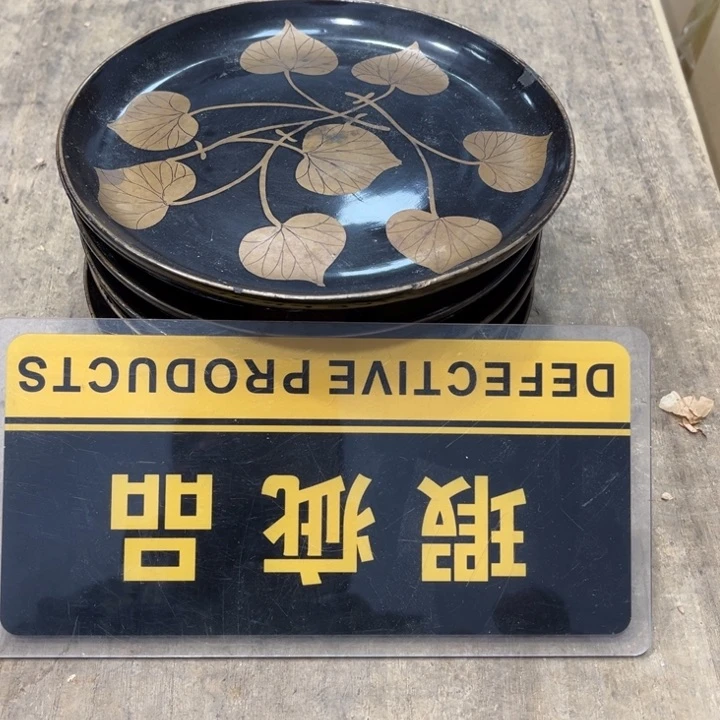 瑕疵品
DEFECTIVE PRODUCTS